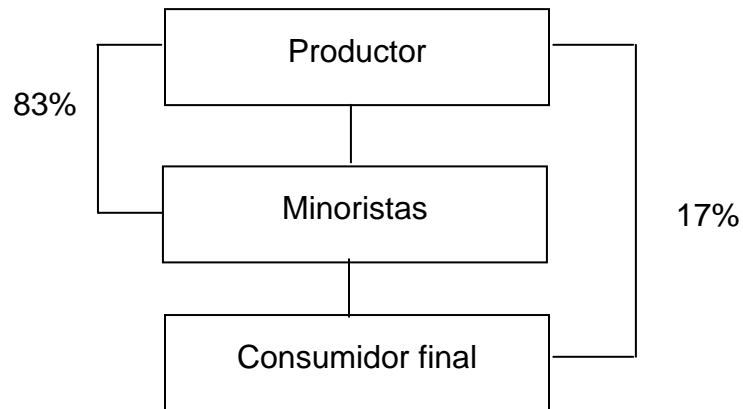 Productor
83%
Minoristas
17%
Consumidor final